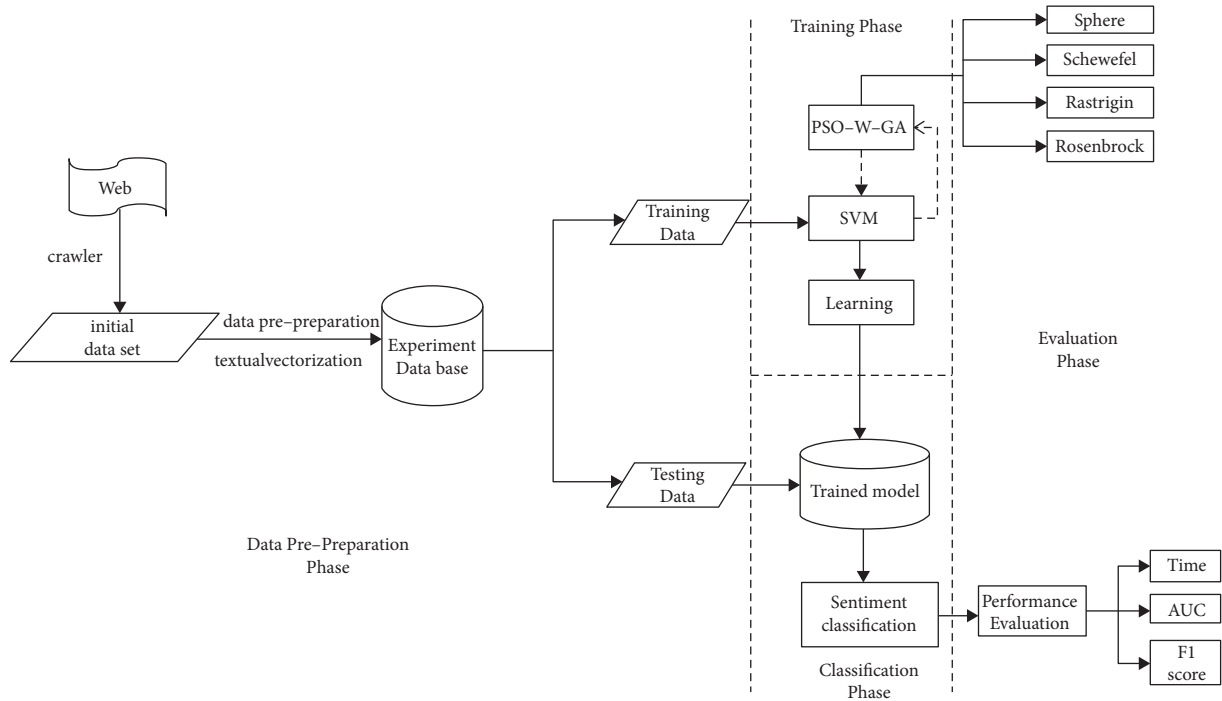 Training Phase
Sphere
Schewefel
Rastrigin
Rosenbrock
PSO–W–GA
Web
crawler
Training
Data
SVM
Learning
initial
data set
data pre–preparation
textualvectorization
Experiment
Data base
Evaluation
Phase
Testing
Data
Trained model
Data Pre–Preparation
Phase
Sentiment
classification
Performance
Evaluation
Time
AUC
F1
score
Classification
Phase